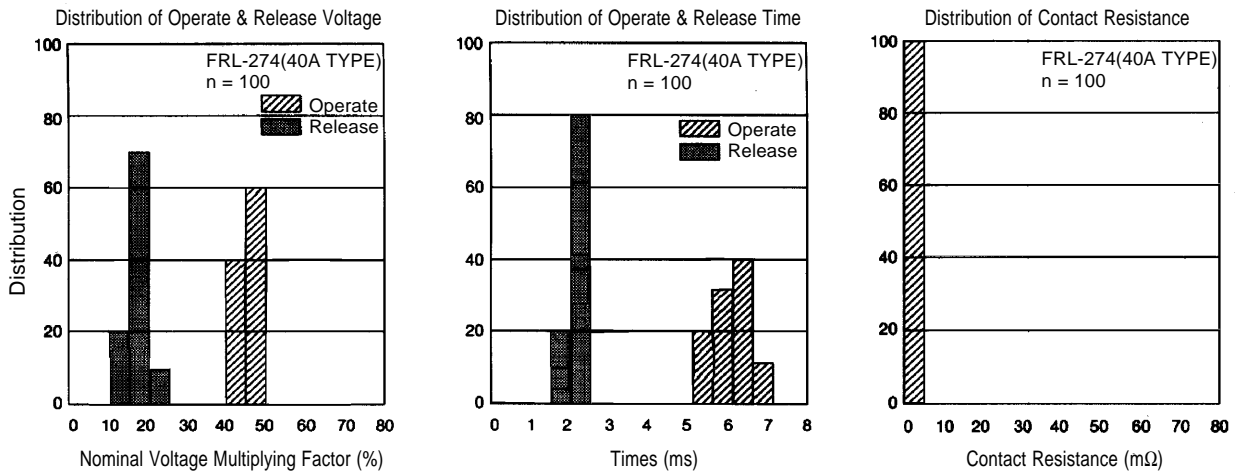 Distribution of Operate & Release Voltage
100
80
60
40
20
0
Distribution
FRL-274(40A TYPE)
n = 100
Operate
Release
10 20 30 40 50 60 70 80
Nominal Voltage Multiplying Factor (%)
Distribution of Operate & Release Time
100
80
60
40
20
0
FRL-274(40A TYPE)
n = 100
Operate
Release
0 1 2 3 4 5 6 7 8
Times (ms)
Distribution of Contact Resistance
100
80
60
40
20
0
FRL-274(40A TYPE)
n = 100
0 10 20 30 40 50 60 70 80
Contact Resistance (mΩ)